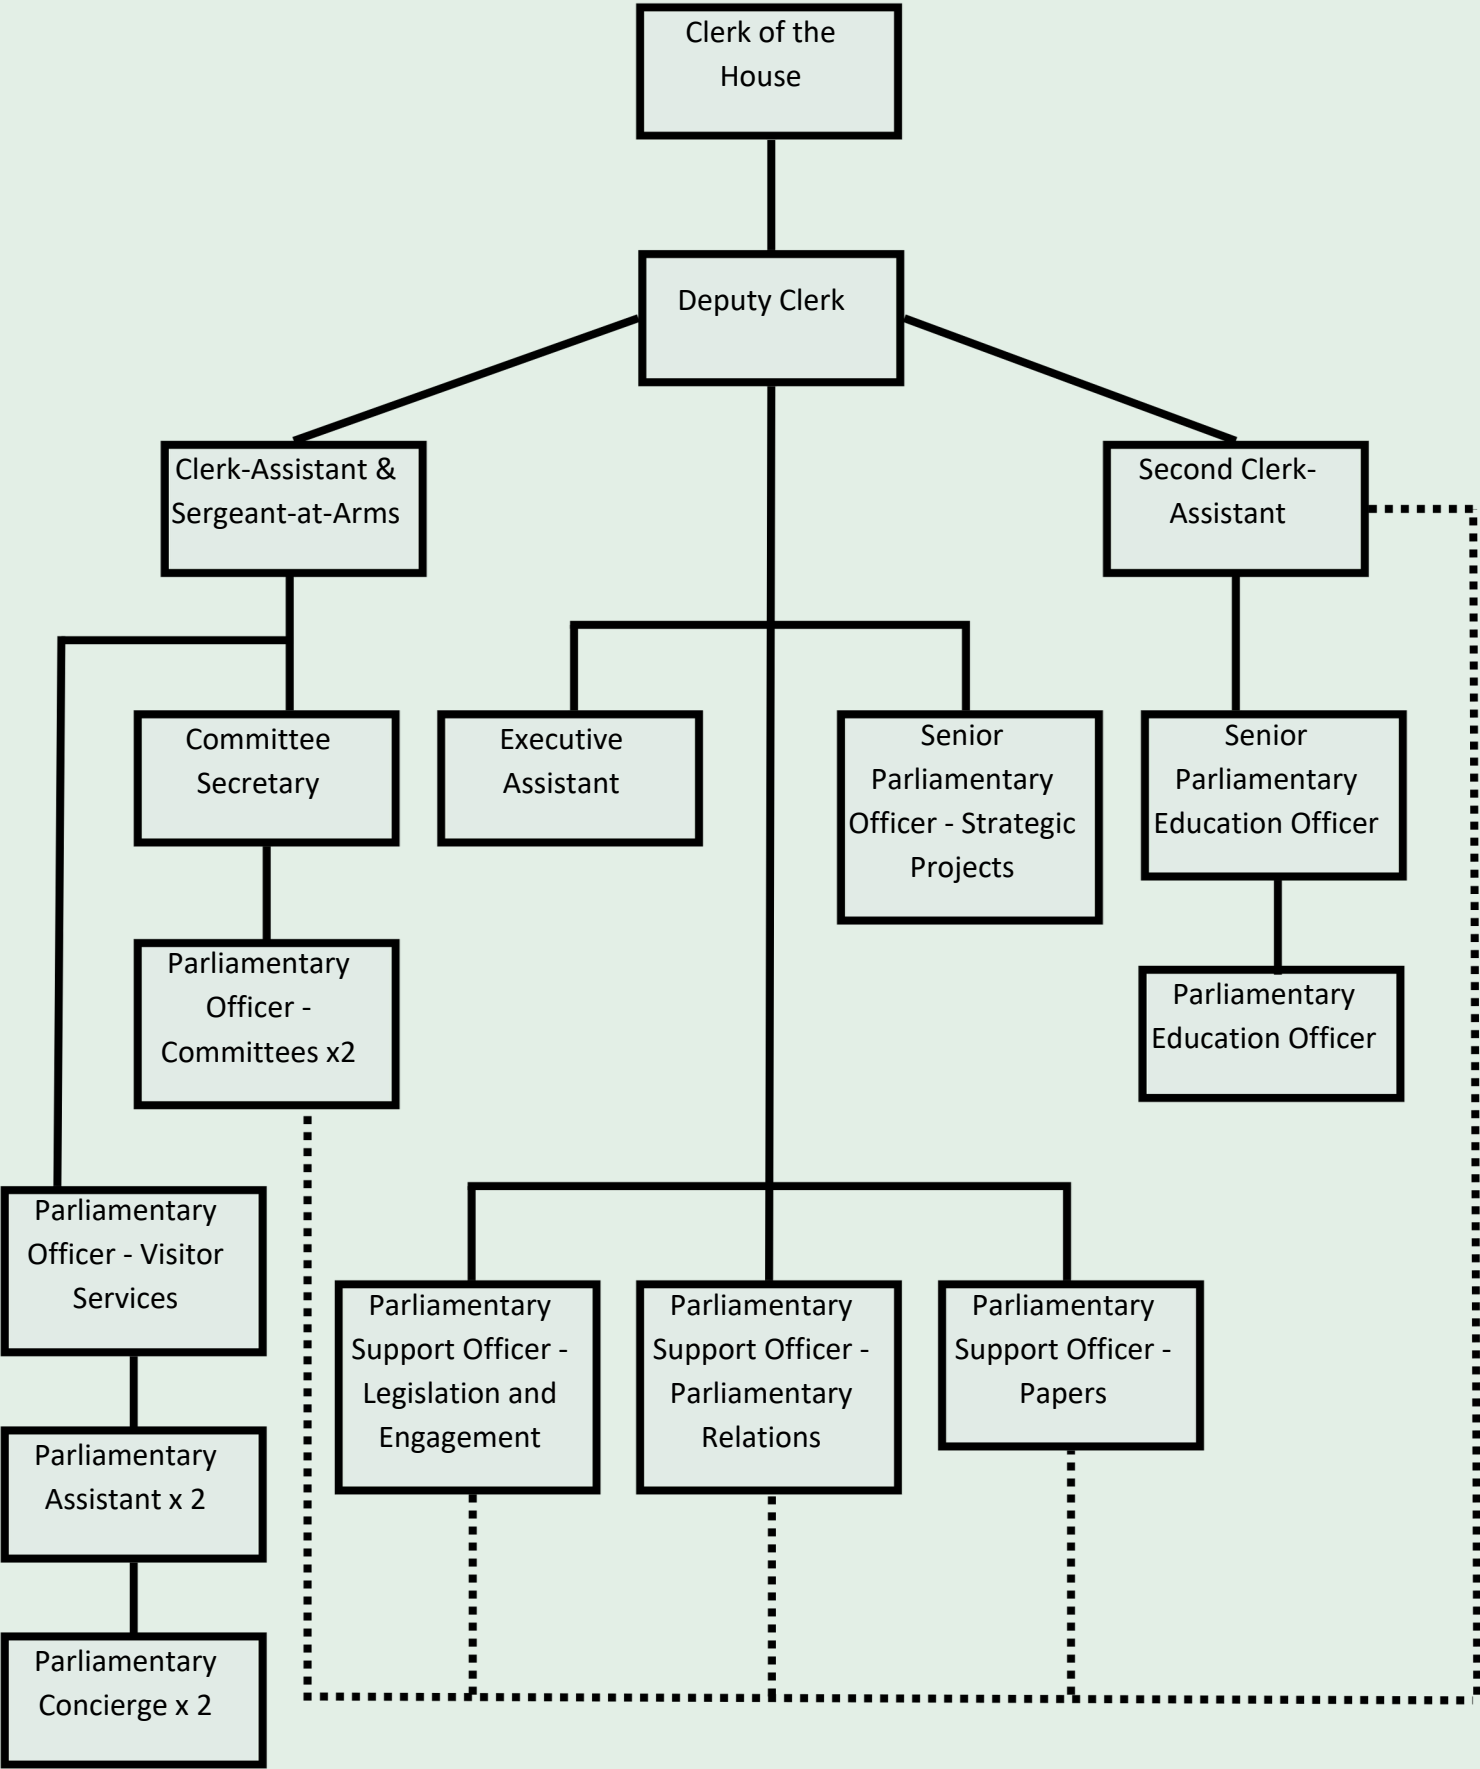 Clerk of the
House
Deputy Clerk
Clerk-Assistant &
Sergeant-at-Arms
Second Clerk-
Assistant
Committee
Secretary
Executive
Assistant
Senior
Parliamentary
Officer - Strategic
Projects
Senior
Parliamentary
Education Officer
Parliamentary
Officer -
Committees x2
Parliamentary
Education Officer
Parliamentary
Officer - Visitor
Services
Parliamentary
Support Officer -
Legislation and
Engagement
Parliamentary
Support Officer -
Parliamentary
Relations
Parliamentary
Support Officer -
Papers
Parliamentary
Assistant x 2
Parliamentary
Concierge x 2